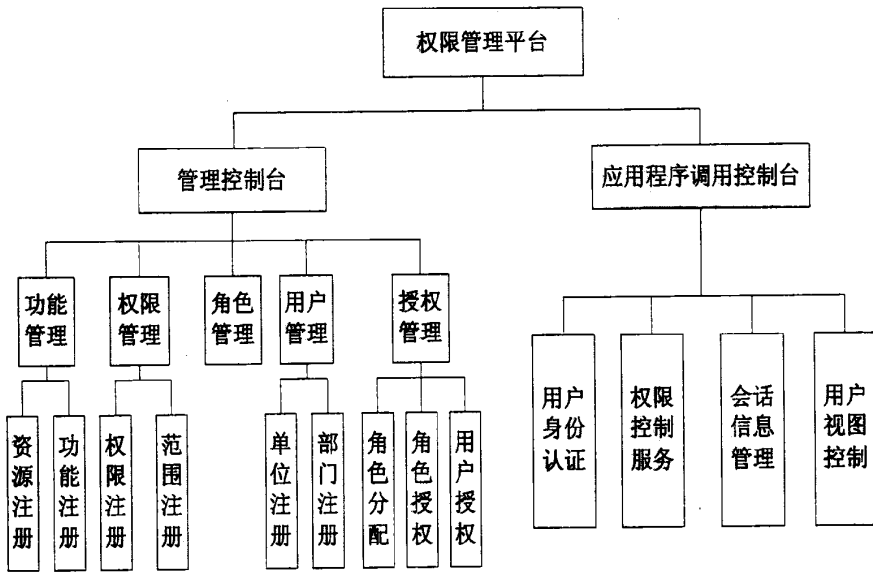 权限管理平台
管理控制台
应用程序调用控制台
功能
管理
权限
管理
角色
管理
用户
管理
授权
管理
用户
身份
认证
权限
控制
服务
会话
信息
管理
用户
视图
控制
资源注册
功能注册
权限注册
范围注册
单位注册
部门注册
角色分配
角色授权
用户授权